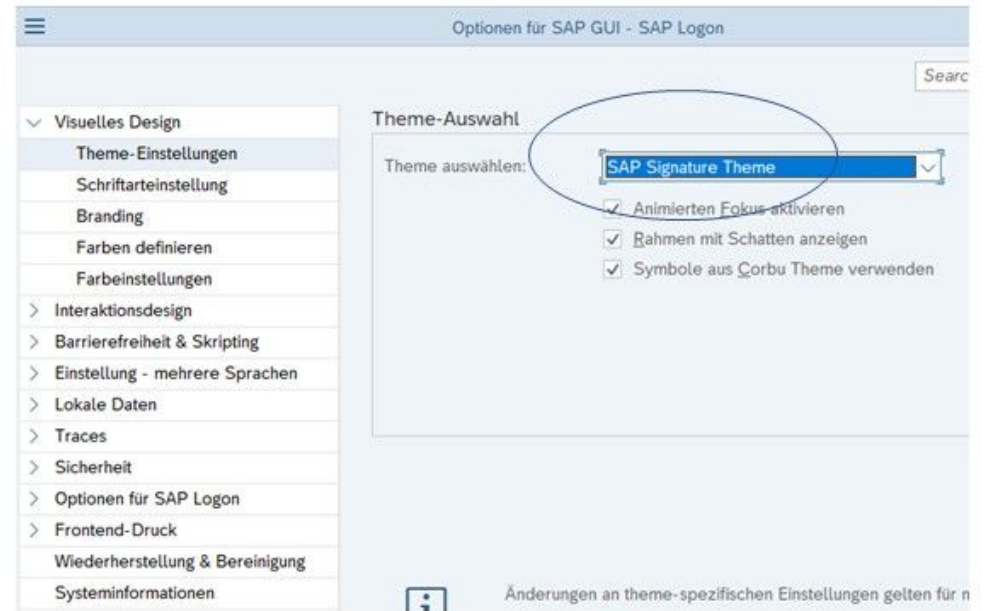 Optionen für SAP GUI - SAP Logon
Visuelles Design
Theme-Einstellungen
Schriftarteinstellung
Branding
Farben definieren
Farbeinstellungen
Interaktionsdesign
Barrierefreiheit & Skripting
Einstellung - mehrere Sprachen
Lokale Daten
Traces
Sicherheit
Optionen für SAP Logon
Frontend-Druck
Wiederherstellung & Bereinigung
Systeminformationen
Searc
Theme-Auswahl
Theme auswählen: SAP Signature Theme
Animierten Fokus aktivieren
Rahmen mit Schatten anzeigen
Symbole aus Corbu Theme verwenden
Änderungen an theme-spezifischen Einstellungen gelten für